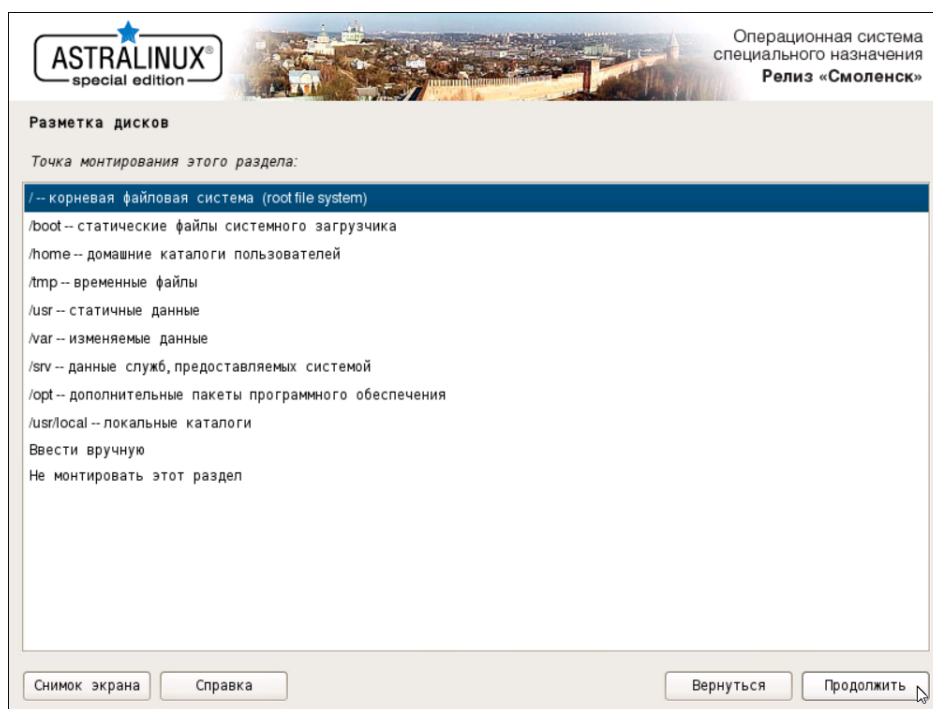 ASTRALINUX®
special edition
Операционная система
специального назначения
Релиз «Смоленск»
Разметка дисков
Точка монтирования этого раздела:
/ -- корневая файловая система (root file system)
/boot -- статические файлы системного загрузчика
/home -- домашние каталоги пользователей
/tmp -- временные файлы
/usr -- статичные данные
/var -- изменяемые данные
/srv -- данные служб, предоставляемых системой
/opt -- дополнительные пакеты программного обеспечения
/usr/local -- локальные каталоги
Ввести вручную
Не монтировать этот раздел
Снимок экрана Справка Вернуться Продолжить